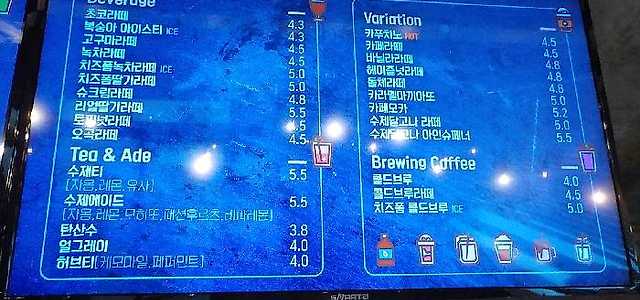 Beverage
초코라떼 4.3
복숭아 아이스티 ICE 4.3
고구마라떼 4.5
녹차라떼 4.5
치즈폼녹차라떼 ICE 5.0
치즈폼딸기라떼 5.0
슈크림라떼 4.8
리얼딸기라떼 5.5
토피넛라떼
오곡라떼 4.5
Tea & Ade
수제티 5.5
[자몽,레몬,유자]
수제에이드 5.5
[자몽,레몬,모히또,패션후르츠,비파레몬]
탄산수 3.8
얼그레이 4.0
허브티[케모마일,페퍼민트] 4.0
Variation
카푸치노 HOT 4.5
카페라떼 4.5
바닐라라떼 4.8
헤이즐넛라떼 4.8
돌체라떼 4.8
카라멜마끼아또 5.0
카페모카 5.2
수제달고나 라떼 5.0
수제달고나 아인슈페너 5.5
Brewing Coffee
콜드브루 4.0
콜드브루라떼 4.5
치즈폼 콜드브루 ICE 5.0